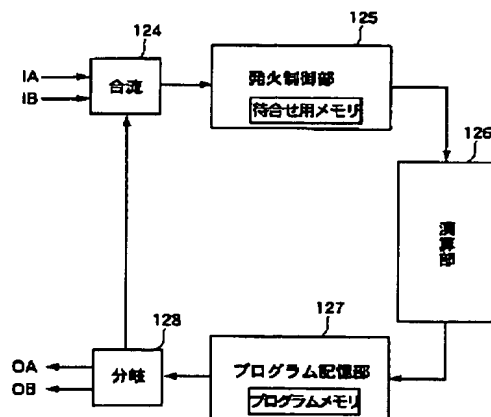 124
125
IA
IB
合流
発火制御部
待合せ用メモリ
126
演算部
127
128
OA
OB
分岐
プログラム記憶部
プログラムメモリ